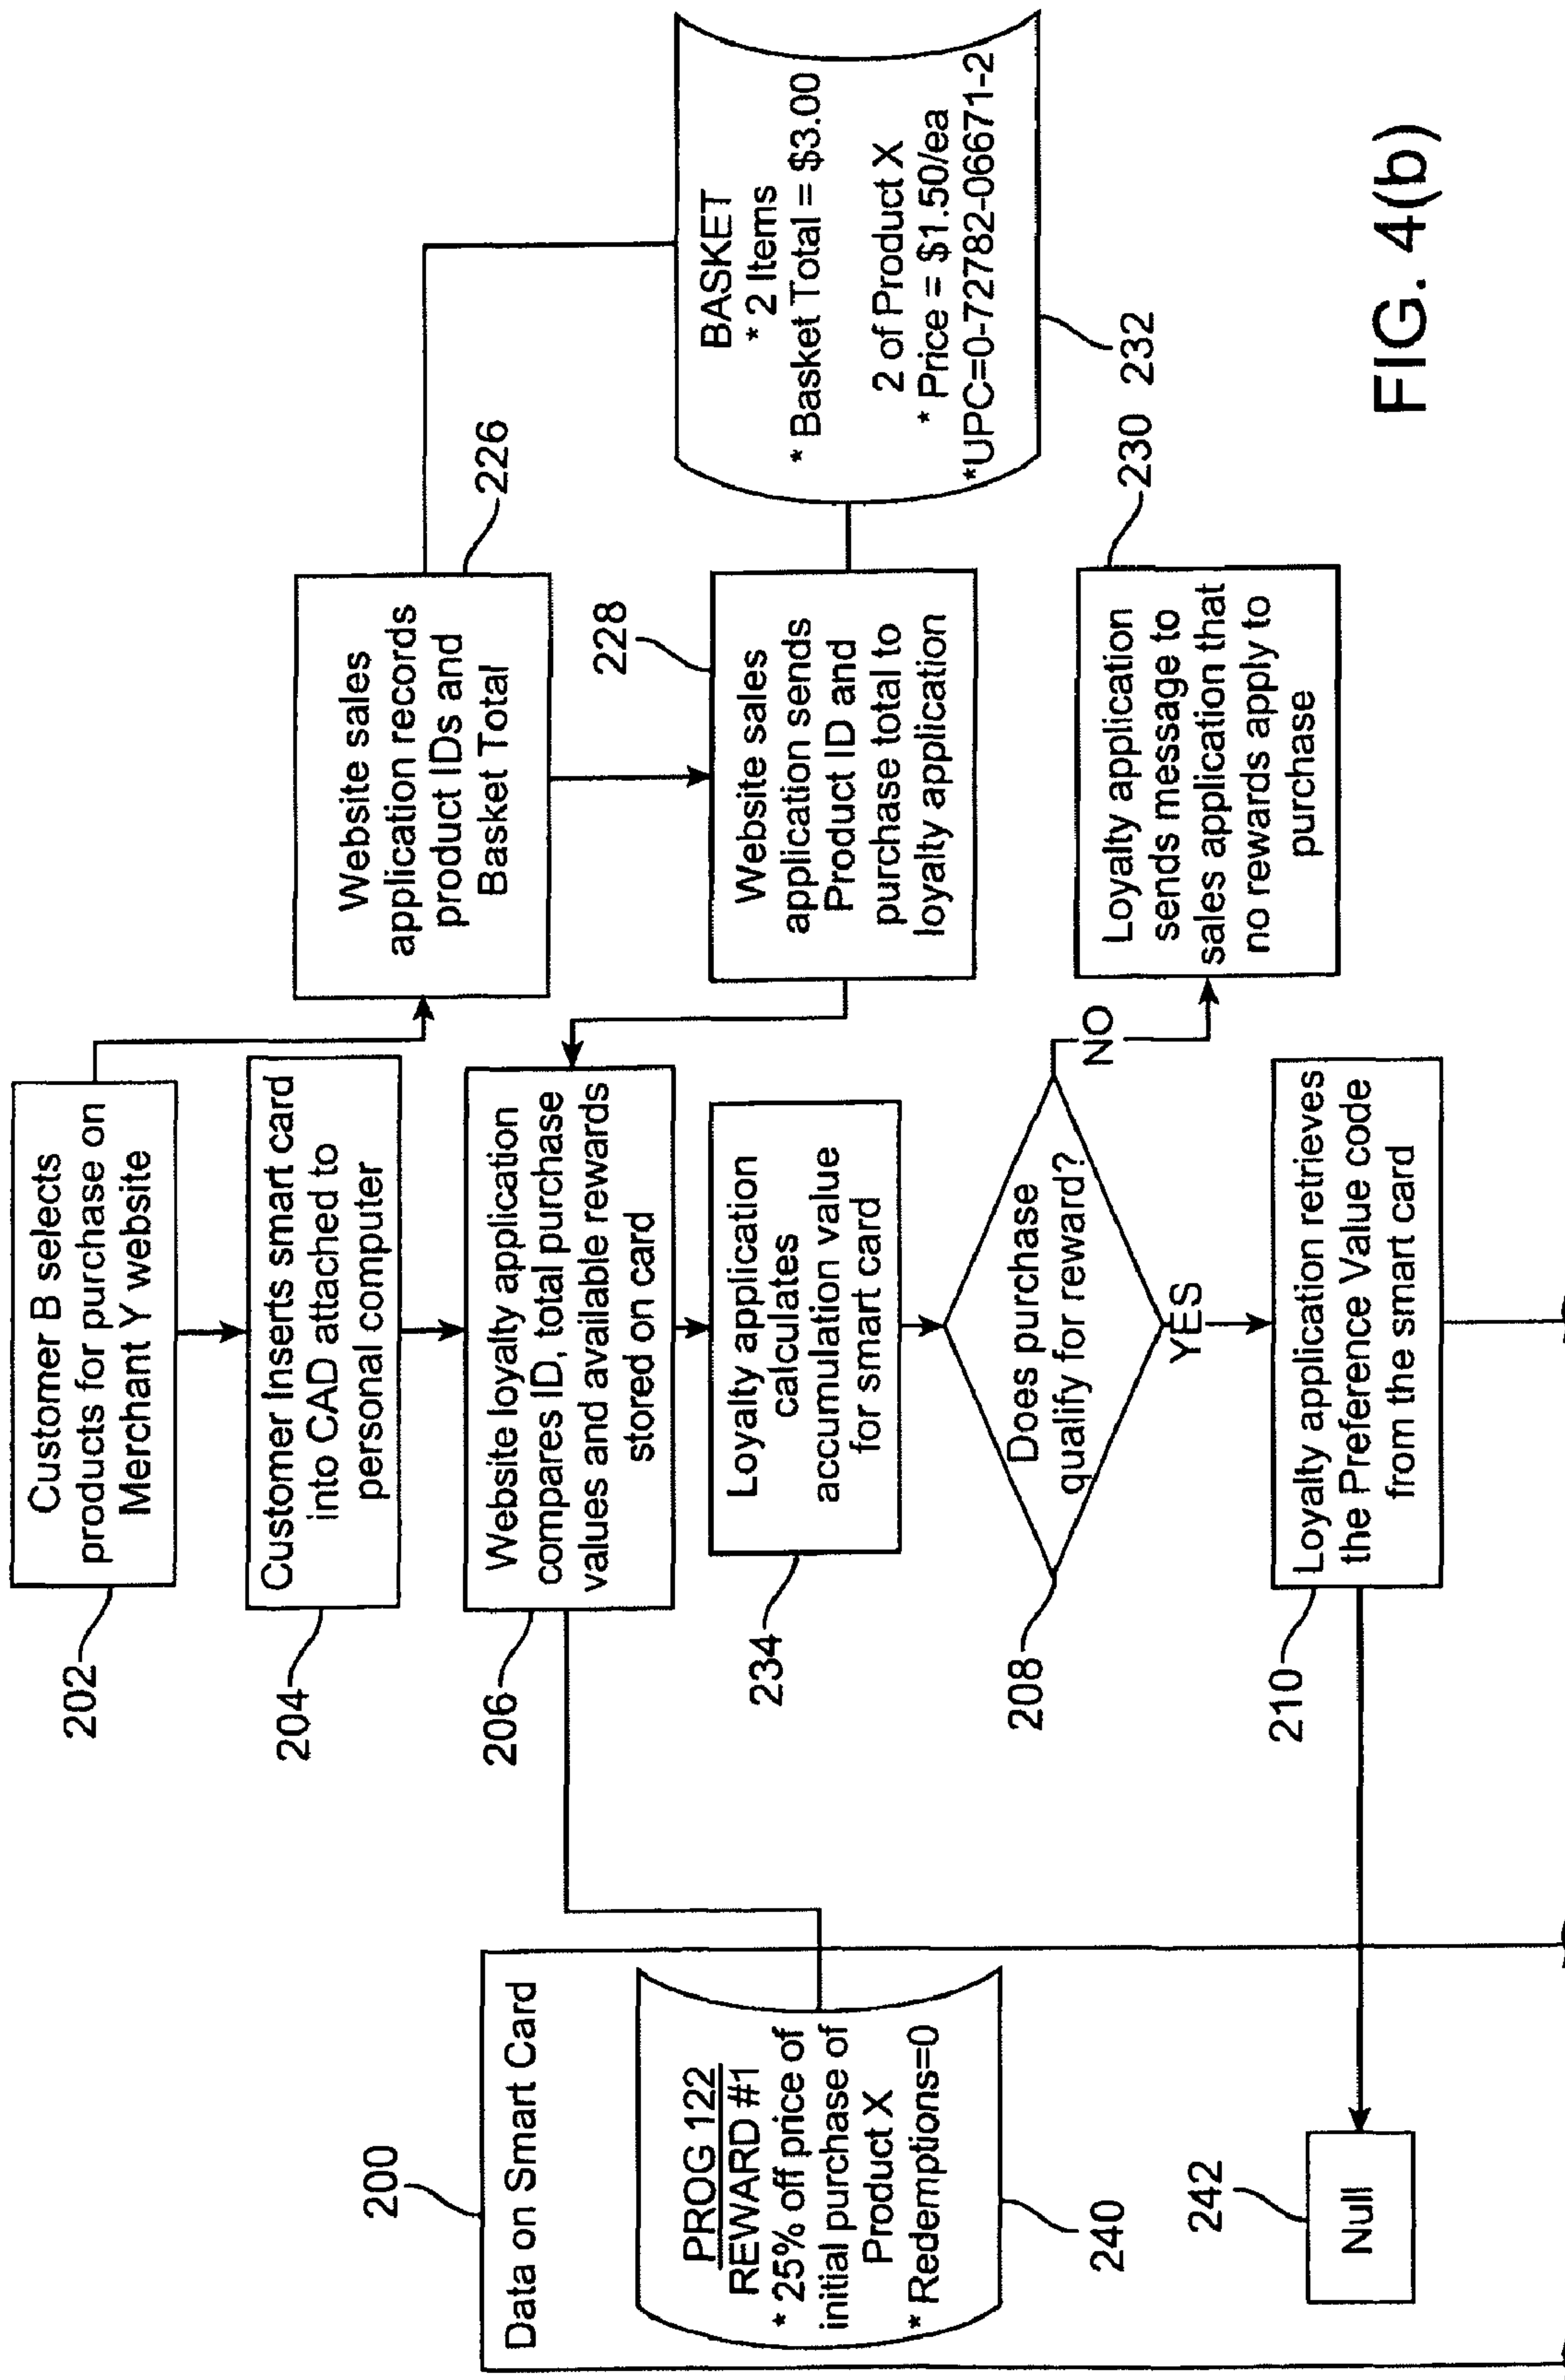 Customer B selects
products for purchase on
Merchant Y website
202
Customer Inserts smart card
into CAD attached to
personal computer
204
Website sales
application records
product IDs and
Basket Total
226
Website loyalty application
compares ID, total purchase
values and available rewards
stored on card
206
Website sales
application sends
Product ID and
purchase total to
loyalty application
228
BASKET
* 2 Items
* Basket Total = $3.00
2 of Product X
* Price = $1.50/ea
*UPC=0-72782-06671-2
232
200
Data on Smart Card
PROG 122
REWARD #1
* 25% off price of
initial purchase of
Product X
* Redemptions=0
240
Loyalty application
calculates
accumulation value
for smart card
234
Does purchase
qualify for reward?
208
NO
YES
Loyalty application
sends message to
sales application that
no rewards apply to
purchase
230
Loyalty application retrieves
the Preference Value code
from the smart card
210
242
Null
FIG. 4(b)